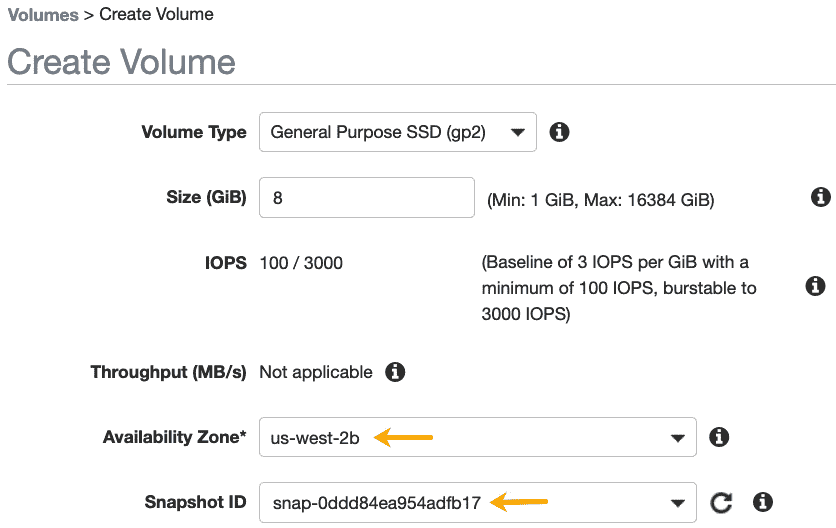 Volumes > Create Volume
Create Volume
Volume Type General Purpose SSD (gp2)
Size (GiB) 8 (Min: 1 GiB, Max: 16384 GiB)
IOPS 100 / 3000 (Baseline of 3 IOPS per GiB with a
minimum of 100 IOPS, burstable to
3000 IOPS)
Throughput (MB/s) Not applicable
Availability Zone* us-west-2b
Snapshot ID snap-0ddd84ea954adfb17